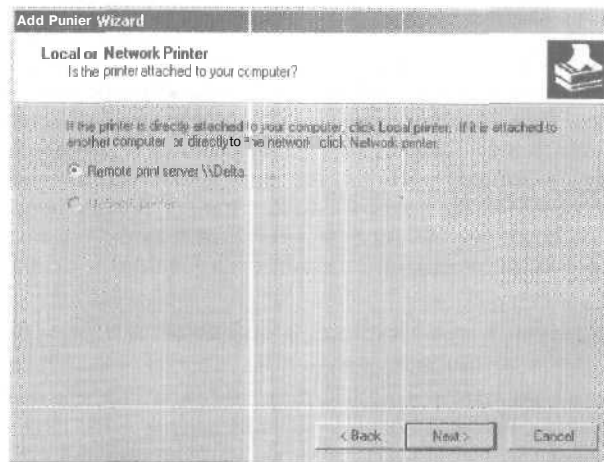 Add Punier Wizard
Local or Network Printer
Is the printer attached to your computer?
If the printer is directly attached to your computer, click Local printer. If it is attached to
another computer or directly to the network click Network printer.
Remote print server \\Delta
Network printer
< Back Next > Cancel